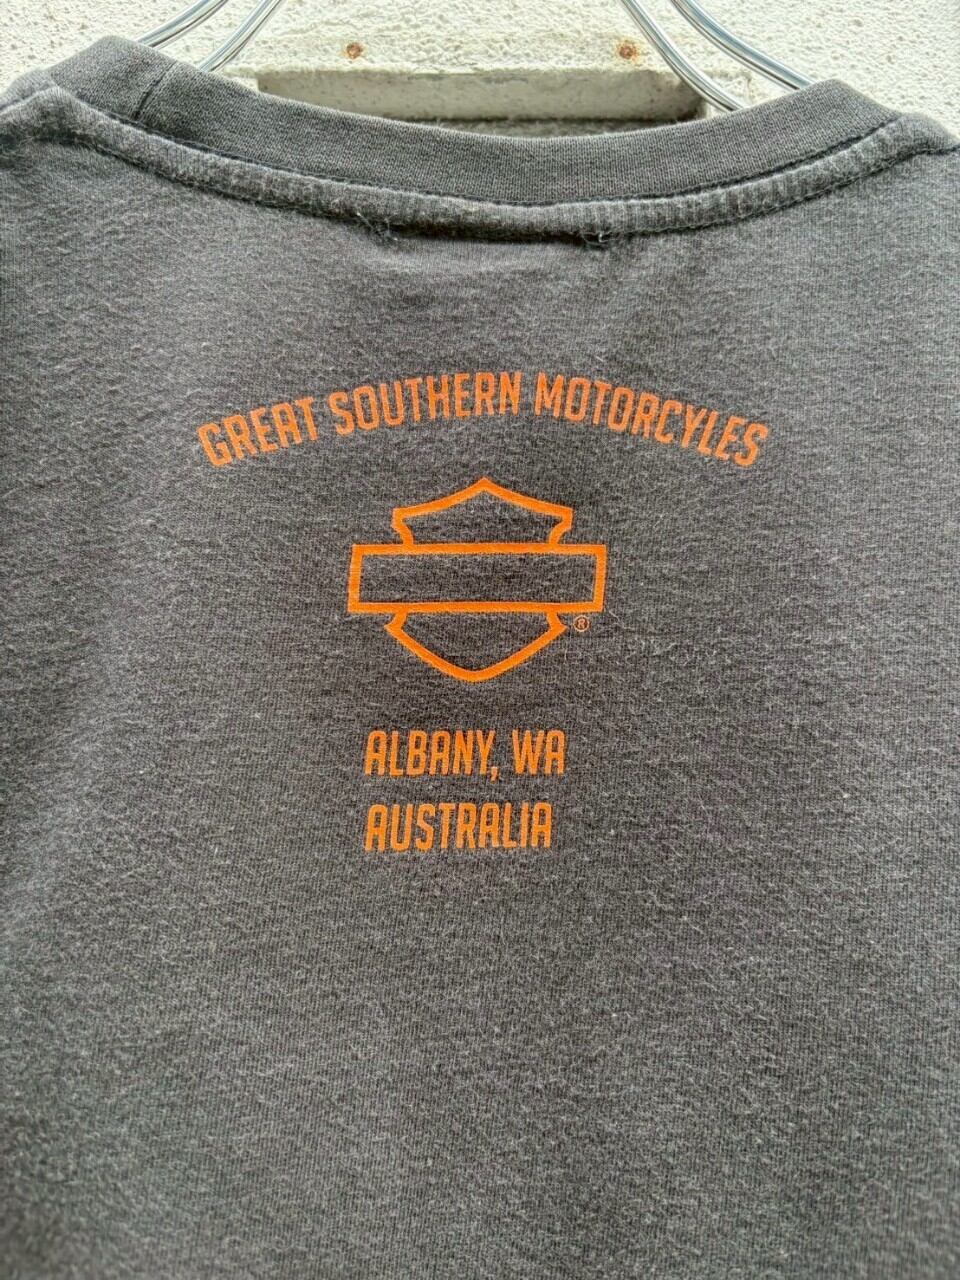 GREAT SOUTHERN MOTORCYLES
®
ALBANY, WA
AUSTRALIA